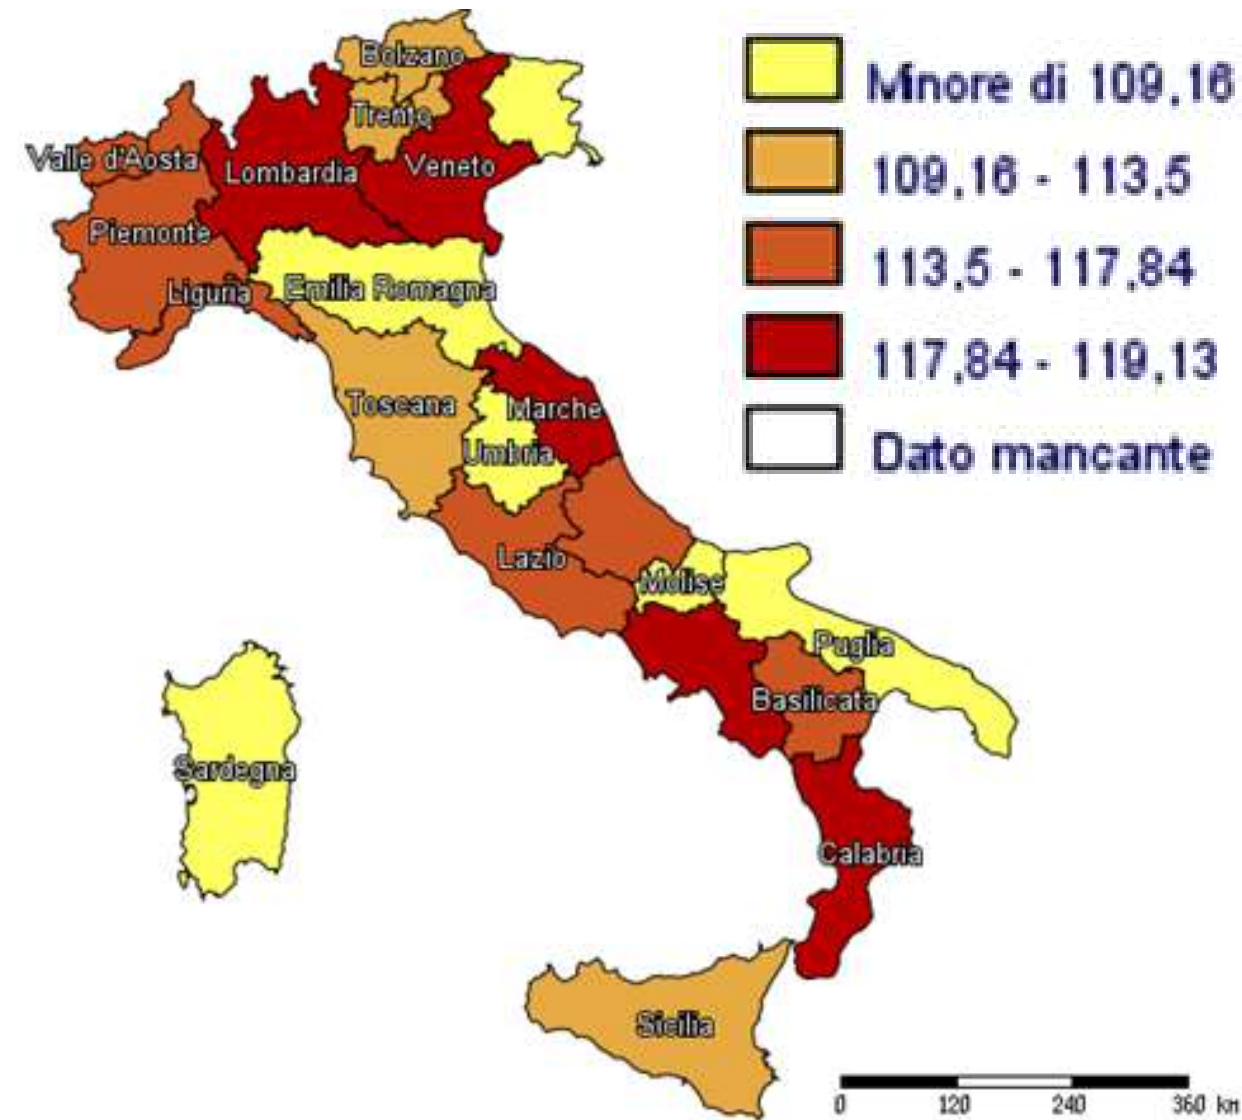 Bolzano
Trento
Valle d'Aosta
Lombardia
Veneto
Piemonte
Liguria
Emilia Romagna
Toscana
Marche
Umbria
Lazio
Molise
Puglia
Basilicata
Sardegna
Calabria
Sicilia
Minore di 109,16
109,16 - 113,5
113,5 - 117,84
117,84 - 119,13
Dato mancante
0 120 240 360 km